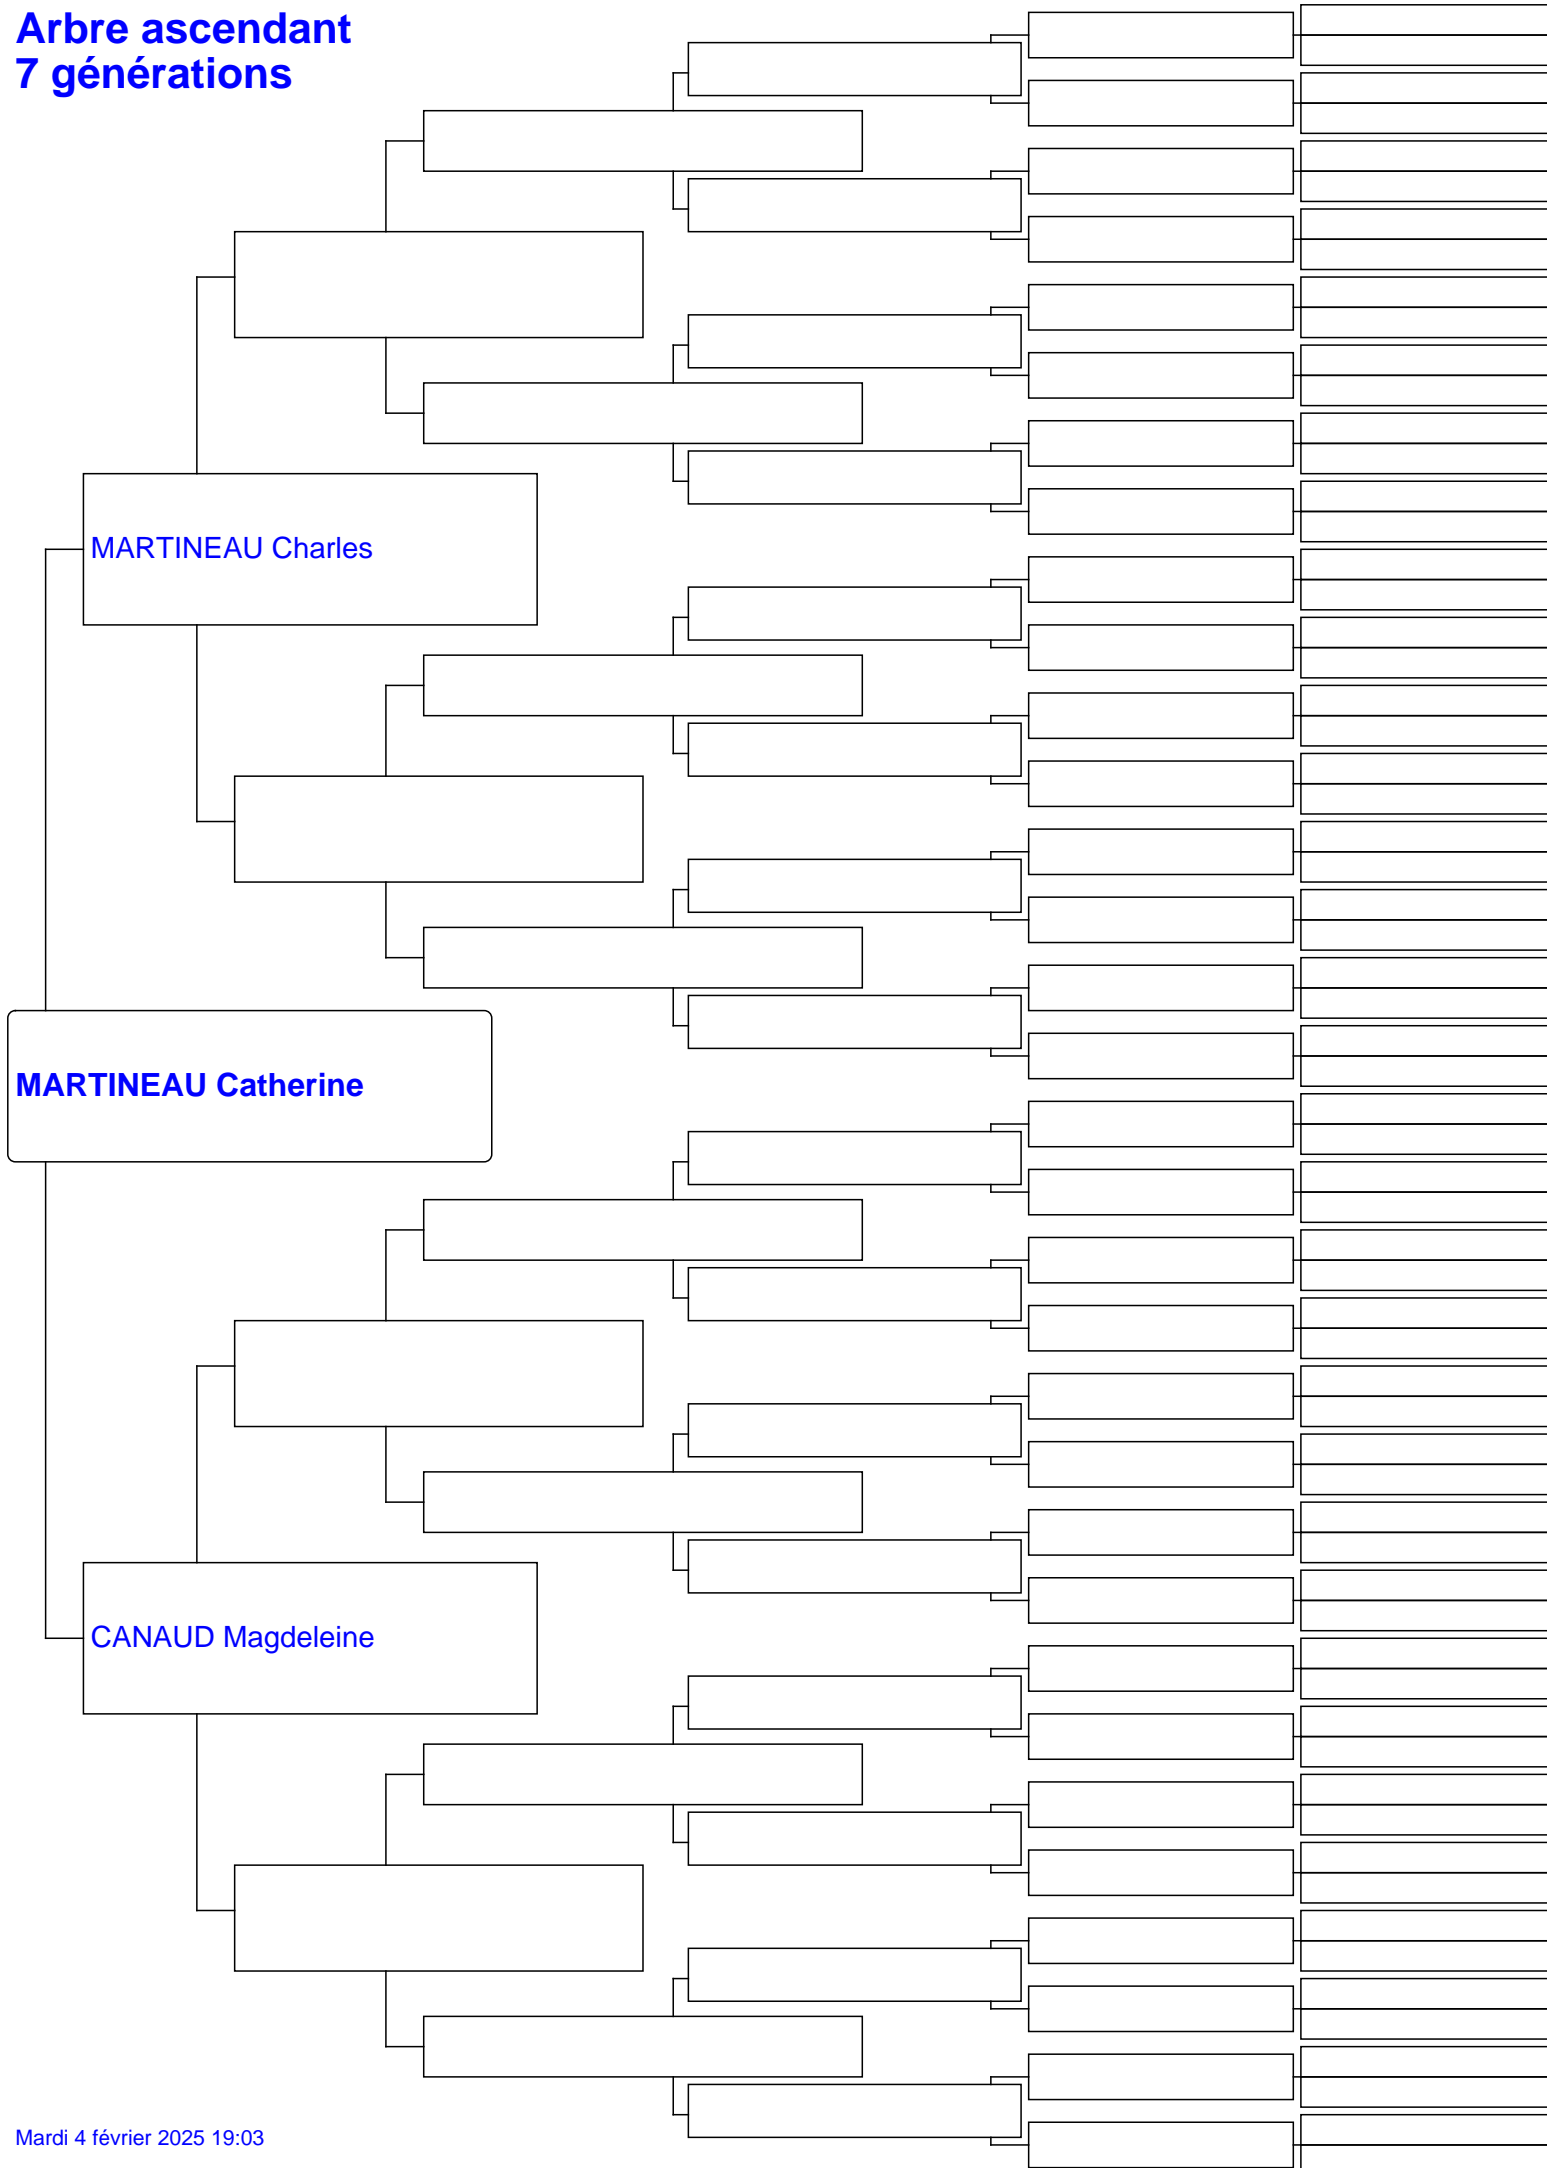 Arbre ascendant
7 générations
MARTINEAU Charles
MARTINEAU Catherine
CANAUD Magdeleine
Mardi 4 février 2025 19:03